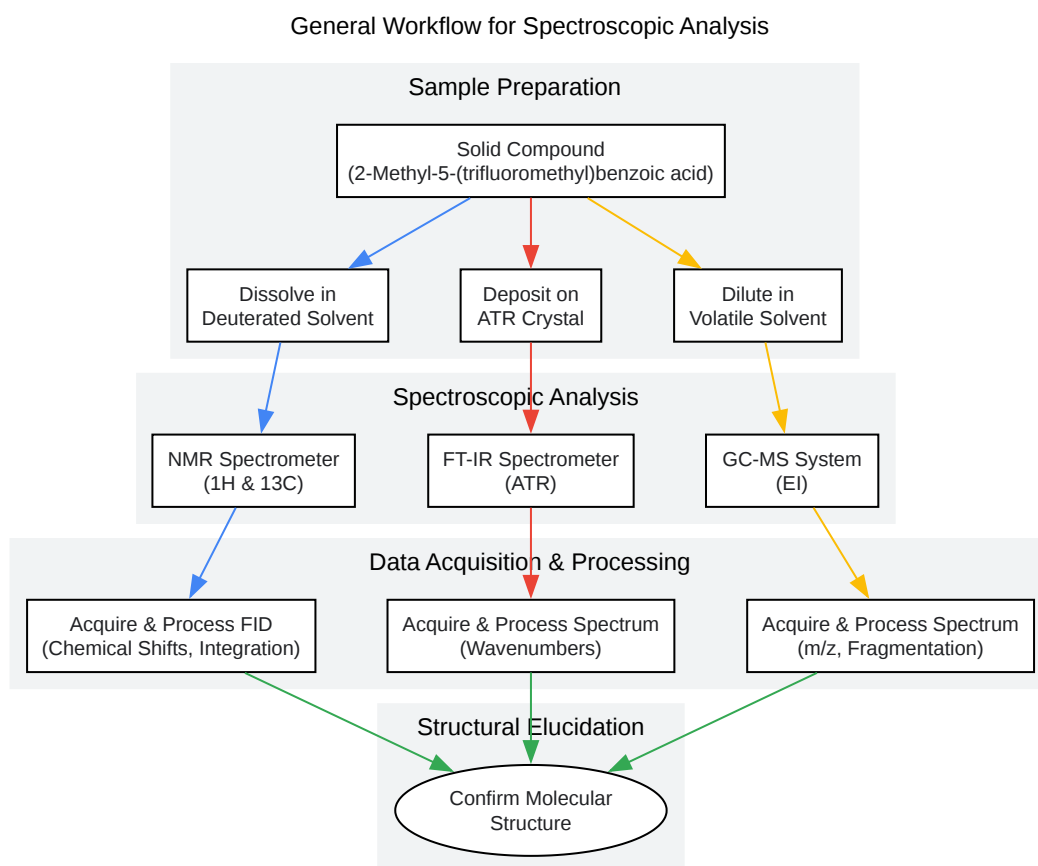 General Workflow for Spectroscopic Analysis
Sample Preparation
Solid Compound
(2-Methyl-5-(trifluoromethyl)benzoic acid)
Dissolve in
Deuterated Solvent
Deposit on
ATR Crystal
Dilute in
Volatile Solvent
Spectroscopic Analysis
NMR Spectrometer
(1H & 13C)
FT-IR Spectrometer
(ATR)
GC-MS System
(EI)
Data Acquisition & Processing
Acquire & Process FID
(Chemical Shifts, Integration)
Acquire & Process Spectrum
(Wavenumbers)
Acquire & Process Spectrum
(m/z, Fragmentation)
Structural Elucidation
Confirm Molecular
Structure